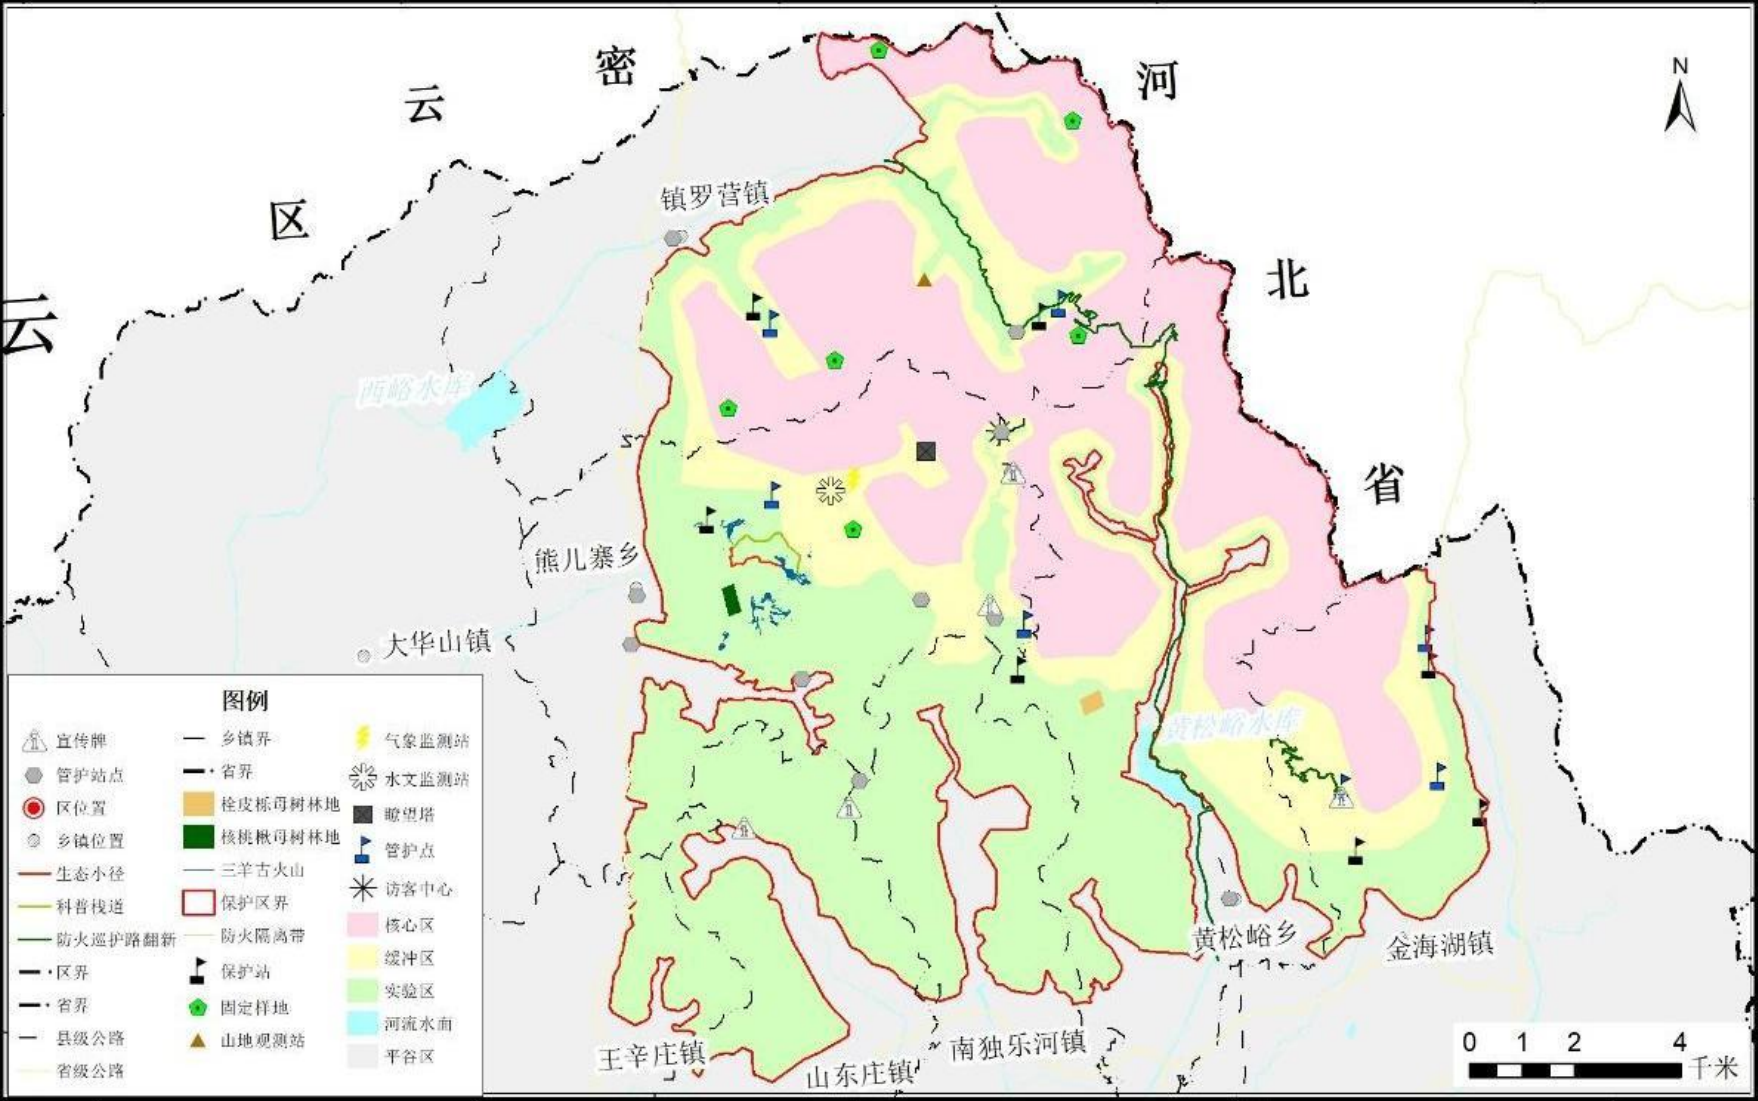 密
云
河
N
区
镇罗营镇
北
云
西峪水库
省
熊儿寨乡
大华山镇
黄松峪水库
图例
宣传牌
管护站点
区位置
乡镇位置
生态小径
科普栈道
防火巡护路翻新
区界
省界
县级公路
省级公路
乡镇界
省界
栓皮栎母树林地
核桃楸母树林地
三羊古火山
保护区界
防火隔离带
保护站
固定样地
山地观测站
气象监测站
水文监测站
瞭望塔
管护点
访客中心
核心区
缓冲区
实验区
河流水面
平谷区
黄松峪乡
金海湖镇
王辛庄镇
山东庄镇
南独乐河镇
0 1 2 4
千米